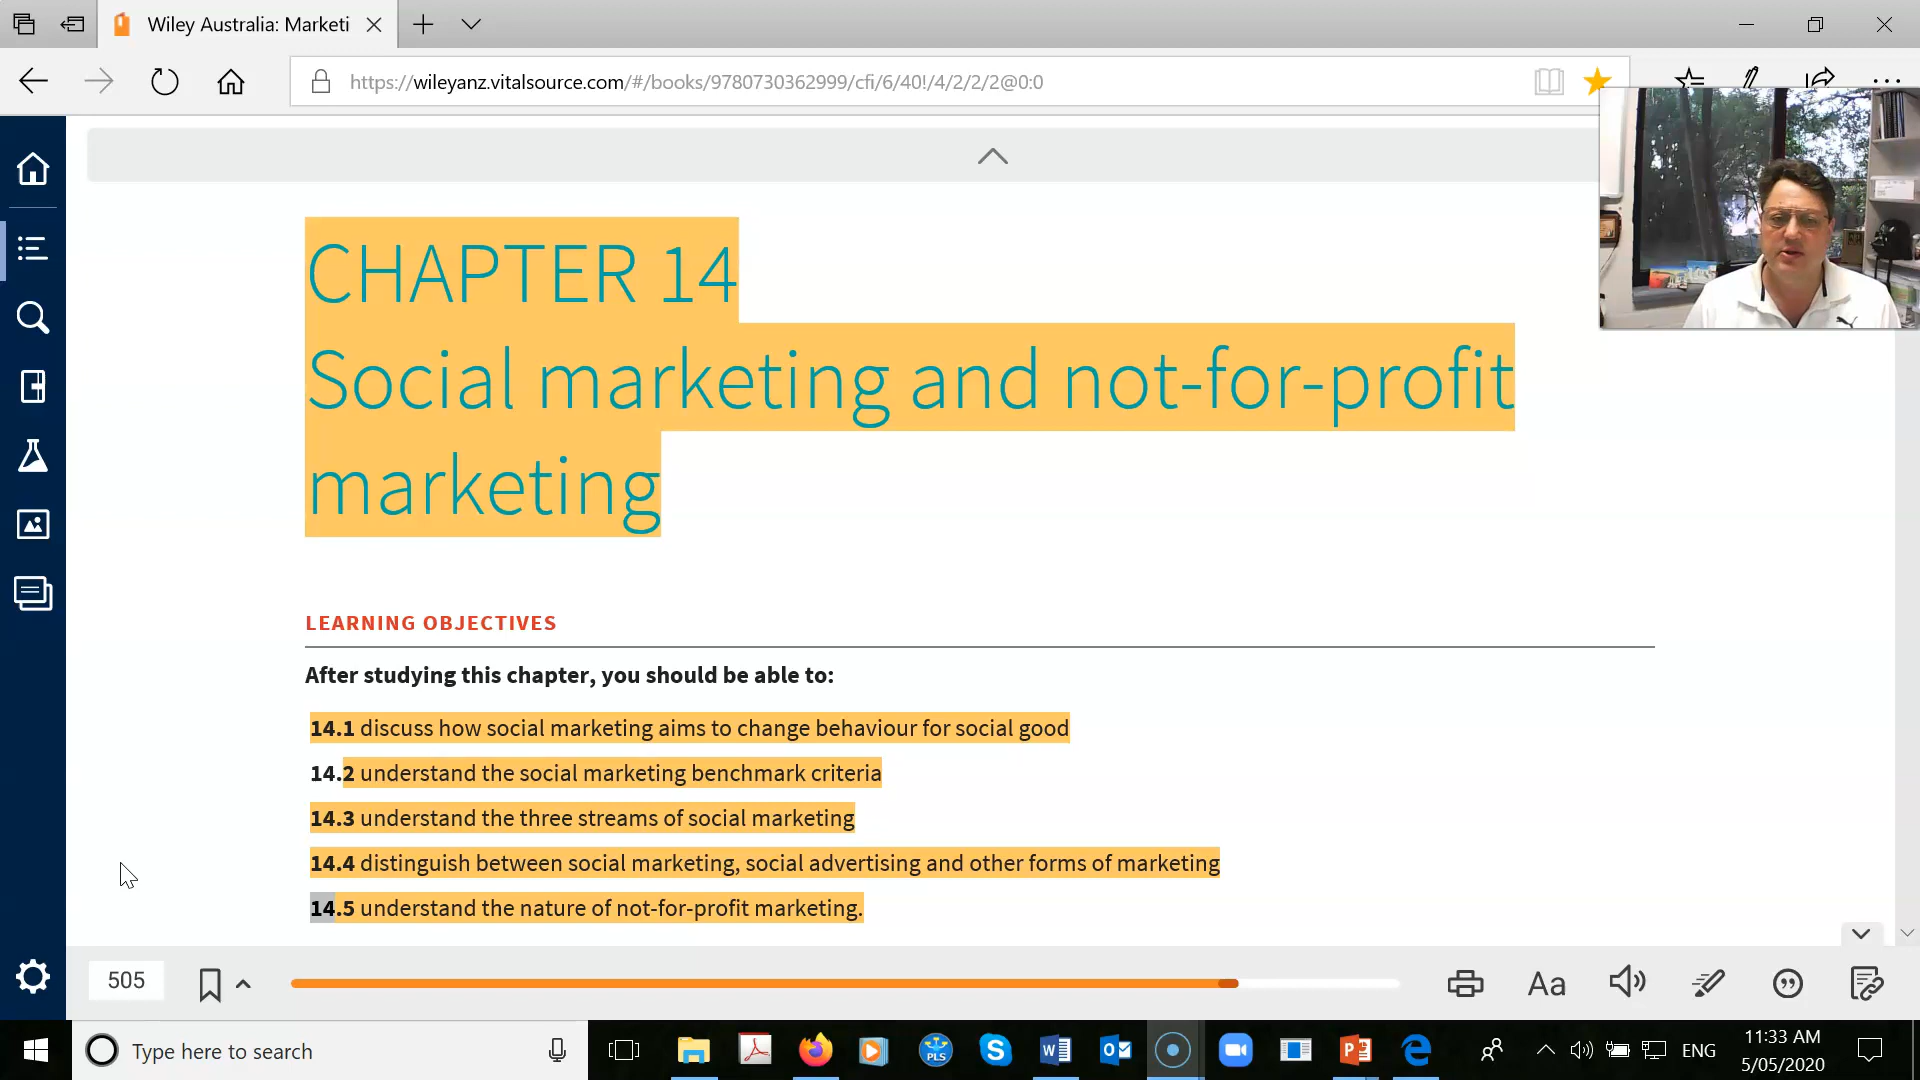 Wiley Australia: Marketi
https://wileyanz.vitalsource.com/#/books/9780730362999/cfi/6/40!/4/2/2/2@0:0
CHAPTER 14
Social marketing and not-for-profit
marketing
LEARNING OBJECTIVES
After studying this chapter, you should be able to:
14.1 discuss how social marketing aims to change behaviour for social good
14.2 understand the social marketing benchmark criteria
14.3 understand the three streams of social marketing
14.4 distinguish between social marketing, social advertising and other forms of marketing
14.5 understand the nature of not-for-profit marketing.
505
Aa
Type here to search
PLS
ENG
11:33 AM
5/05/2020